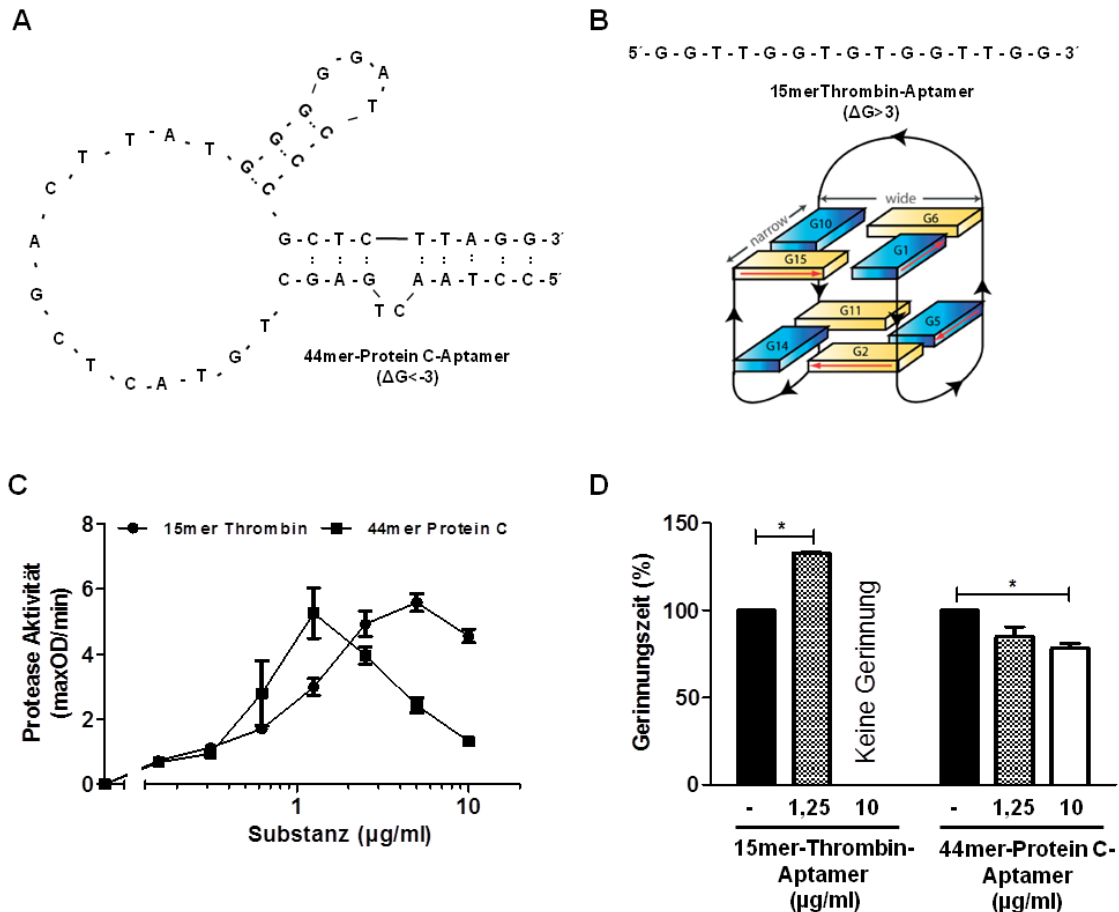 A
G G A
G T
G C
G C
G C
C T T A T
A
G
C
T C A T G T
G-C-T-C—T-T-A-G-G-3´
C-G-A-G A-A-T-C-C-5´
T C
44mer-Protein C-Aptamer
(ΔG<-3)
B
5´-G-G-T-T-G-G-T-G-T-G-G-T-T-G-G-3´
15merThrombin-Aptamer
(ΔG>3)
wide
narrow
G10
G6
G15
G1
G11
G5
G14
G2
C
15mer Thrombin
44mer Protein C
Protease Aktivität
(maxOD/min)
8
6
4
2
0
1
10
Substanz (µg/ml)
D
Gerinnungszeit (%)
150
100
50
0
*
*
Keine Gerinnung
- 1,25 10
- 1,25 10
15mer-Thrombin-
Aptamer
(µg/ml)
44mer-Protein C-
Aptamer
(µg/ml)